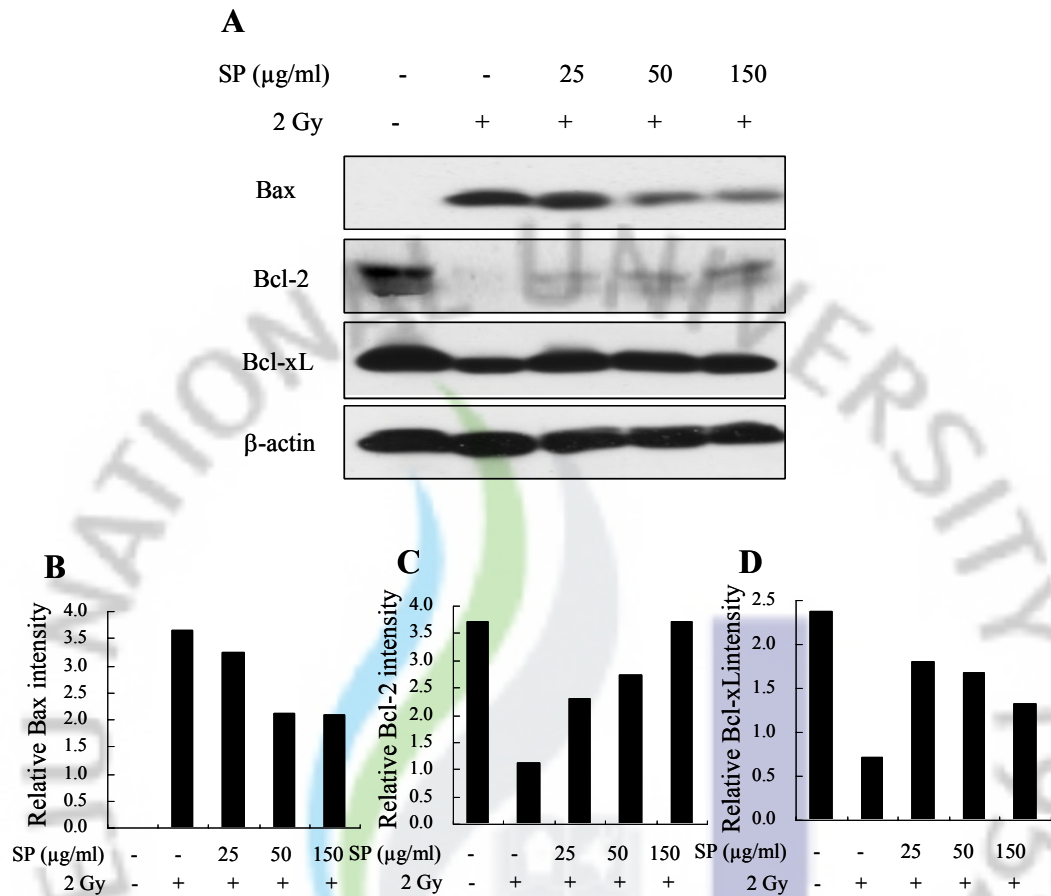 A
SP (µg/ml) - - 25 50 150
2 Gy - + + + +
Bax
Bcl-2
Bcl-xL
β-actin
B
Relative Bax intensity
4.0
3.5
3.0
2.5
2.0
1.5
1.0
0.5
0.0
SP (µg/ml) - - 25 50 150
2 Gy - + + + +
C
Relative Bcl-2 intensity
4.0
3.5
3.0
2.5
2.0
1.5
1.0
0.5
0.0
SP (µg/ml) - - 25 50 150
2 Gy - + + + +
D
Relative Bcl-xLintensity
2.5
2.0
1.5
1.0
0.5
0.0
SP (µg/ml) - - 25 50 150
2 Gy - + + + +
NATIONAL UNIVERSITY